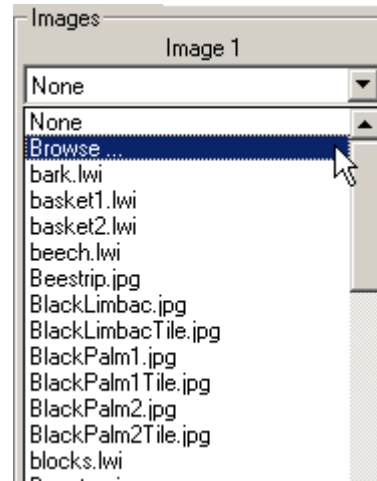 Images
Image 1
None
None
Browse ...
bark.lwi
basket1.lwi
basket2.lwi
beech.lwi
Beestrip.jpg
BlackLimbac.jpg
BlackLimbacTile.jpg
BlackPalm1.jpg
BlackPalm1Tile.jpg
BlackPalm2.jpg
BlackPalm2Tile.jpg
blocks.lwi